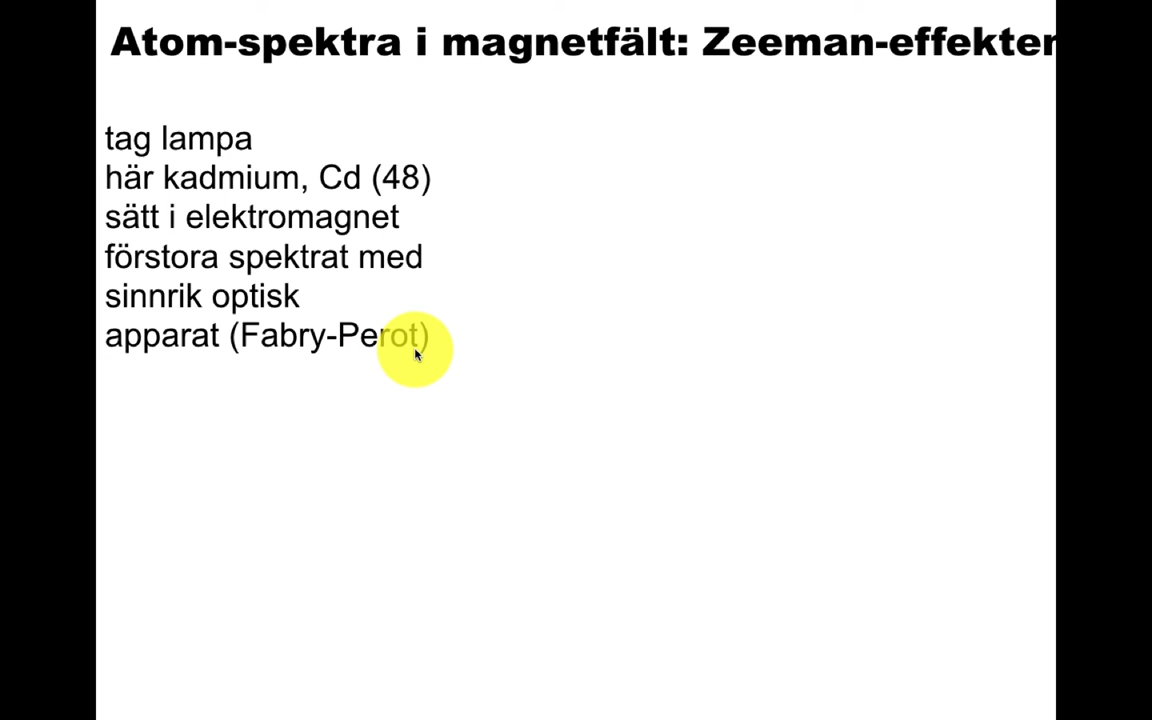 Atom-spektra i magnetfält: Zeeman-effekten
tag lampa
här kadmium, Cd (48)
sätt i elektromagnet
förstora spektrat med
sinnrik optisk
apparat (Fabry-Perot)